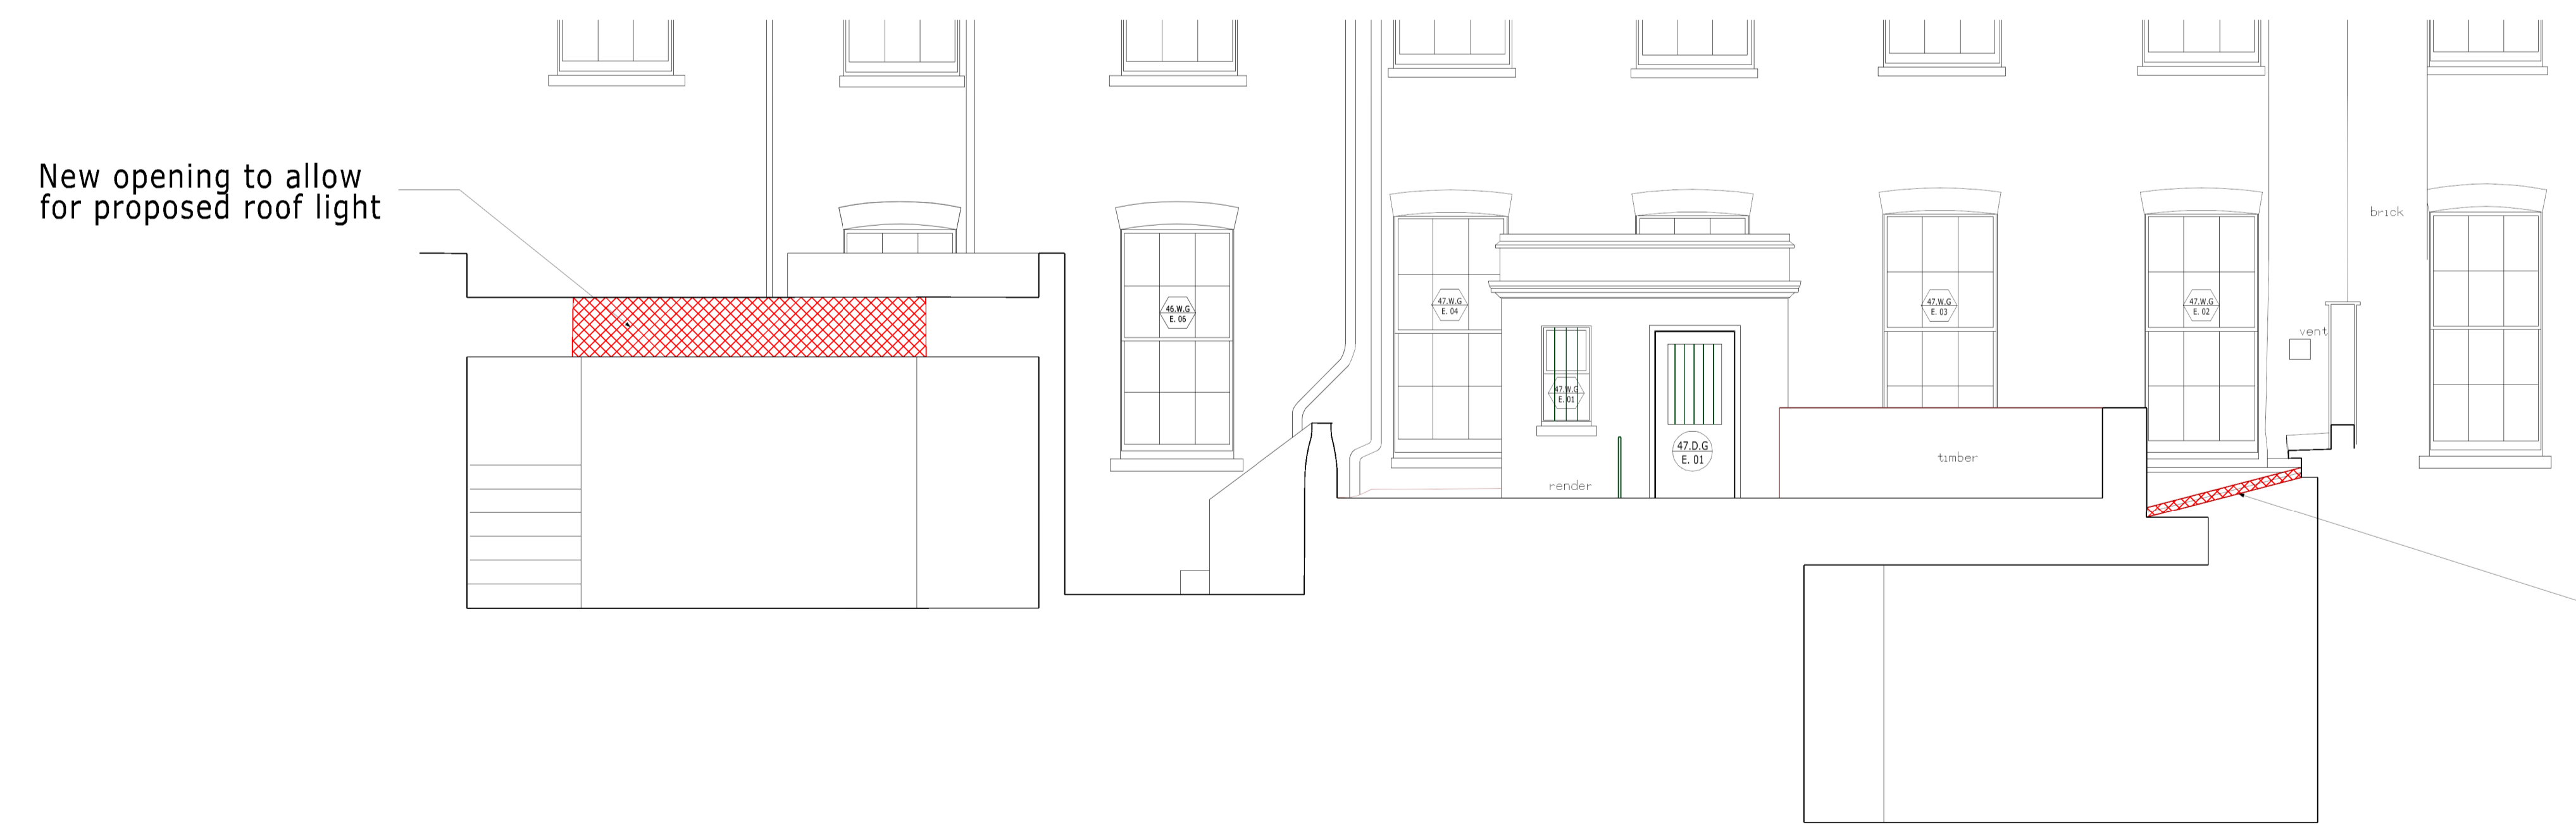 New opening to allow
for proposed roof light
brick
46.W.G
E. 06
47.W.G
E. 04
47.W.G
E. 03
47.W.G
E. 02
vent
47.W.G
E. 01
47.D.G
E. 01
timber
render